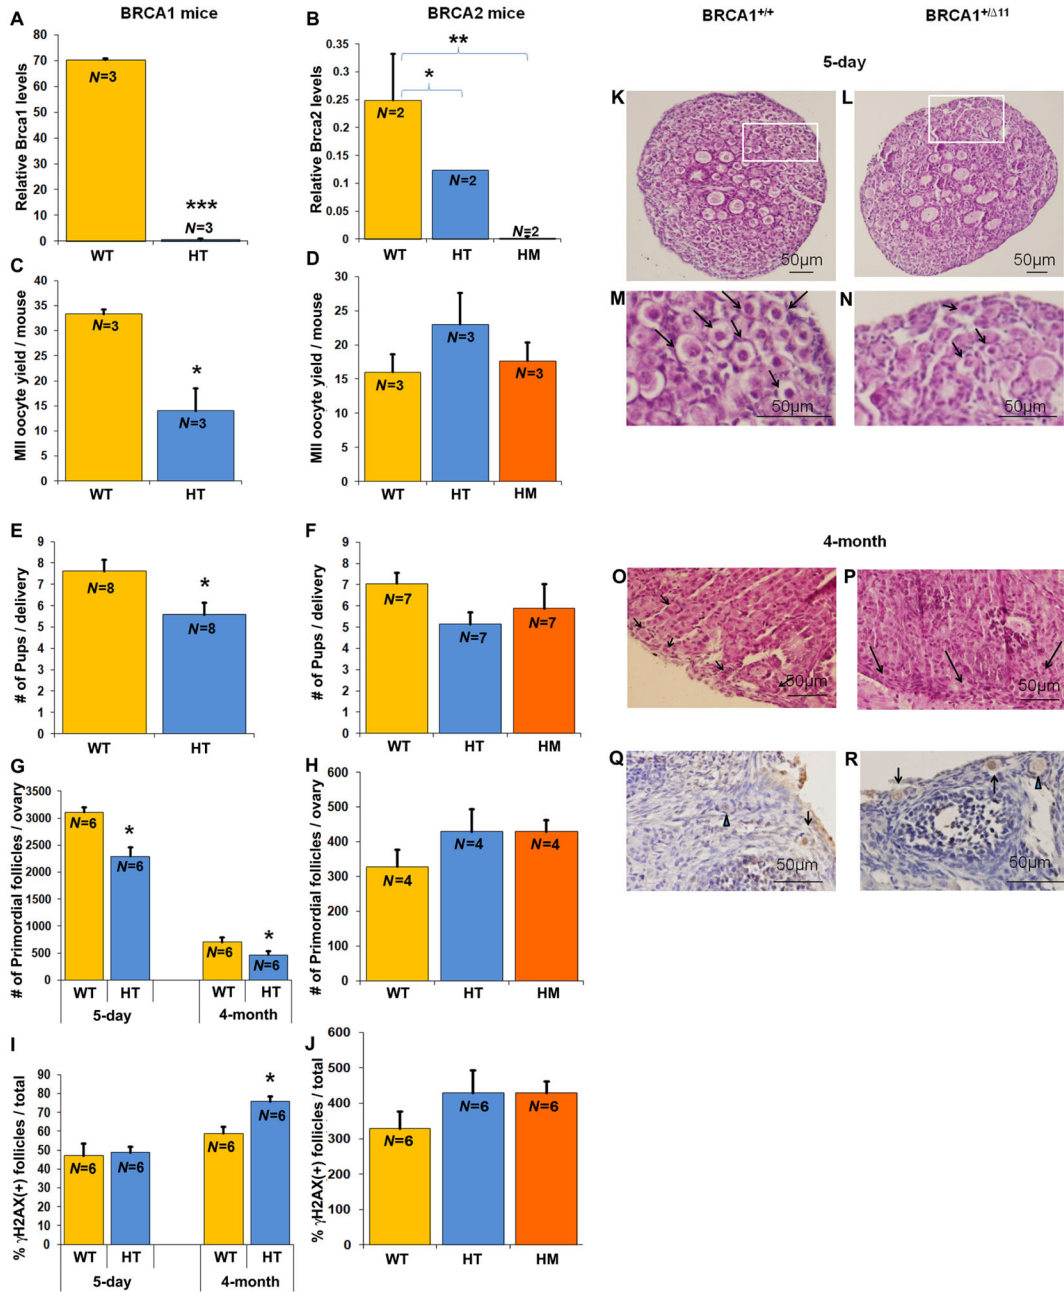 BRCA1 mice
A
Relative Brca1 levels
80
70
60
50
40
30
20
10
0
N=3
***
N=3
WT
HT
BRCA2 mice
B
Relative Brca2 levels
0.35
0.3
0.25
0.2
0.15
0.1
0.05
0
**
*
N=2
N=2
N=2
WT
HT
HM
C
MII oocyte yield / mouse
40
35
30
25
20
15
10
5
0
N=3
*
N=3
WT
HT
D
MII oocyte yield / mouse
30
25
20
15
10
5
0
N=3
N=3
N=3
WT
HT
HM
E
# of Pups / delivery
9
8
7
6
5
4
3
2
1
0
N=8
*
N=8
WT
HT
F
# of Pups / delivery
9
8
7
6
5
4
3
2
1
0
N=7
N=7
N=7
WT
HT
HM
G
# of Primordial follicles / ovary
3500
3000
2500
2000
1500
1000
500
0
N=6
*
N=6
N=6
*
N=6
WT
HT
WT
HT
5-day
4-month
H
# of Primordial follicles / ovary
600
500
400
300
200
100
0
N=4
N=4
N=4
WT
HT
HM
I
% γH2AX(+) follicles / total
90
80
70
60
50
40
30
20
10
0
N=6
N=6
N=6
*
N=6
WT
HT
WT
HT
5-day
4-month
J
% γH2AX(+) follicles / total
600
500
400
300
200
100
0
N=6
N=6
N=6
WT
HT
HM
BRCA1+/+
BRCA1+/Δ11
5-day
K
50µm
L
50µm
M
50µm
N
50µm
4-month
O
50µm
P
50µm
Q
50µm
R
50µm